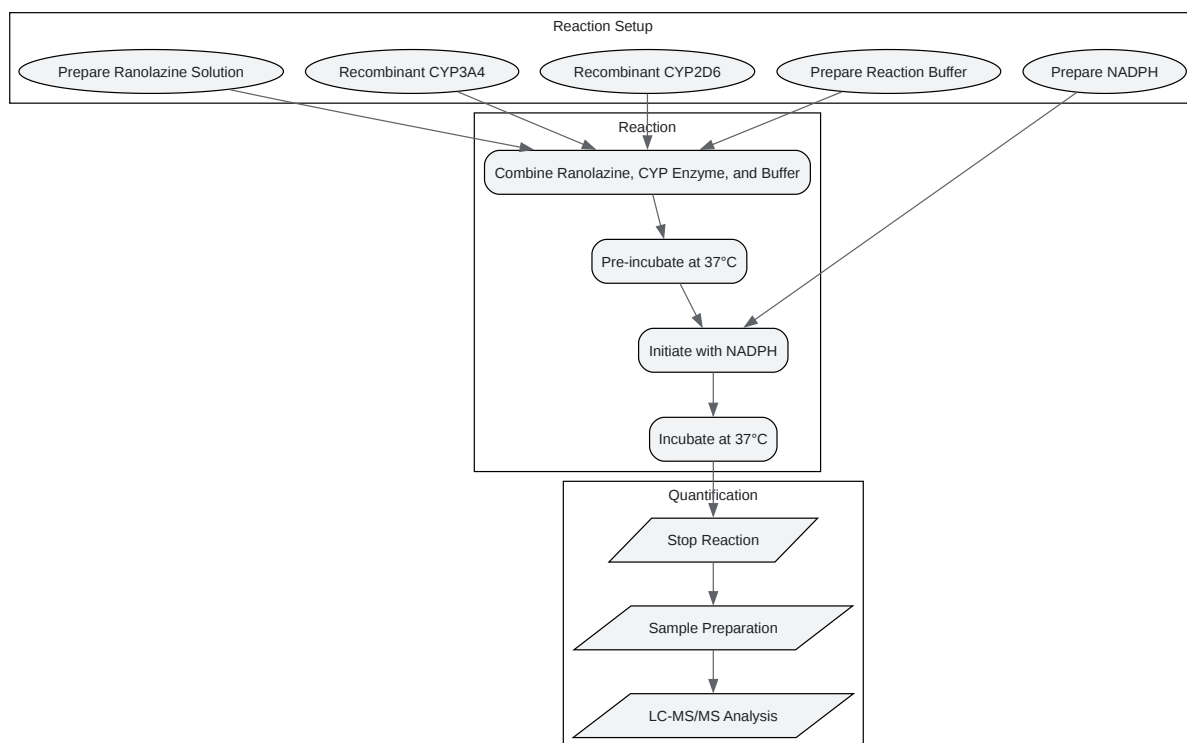 Reaction Setup
Prepare Ranolazine Solution
Recombinant CYP3A4
Recombinant CYP2D6
Prepare Reaction Buffer
Prepare NADPH
Reaction
Combine Ranolazine, CYP Enzyme, and Buffer
Pre-incubate at 37°C
Initiate with NADPH
Incubate at 37°C
Quantification
Stop Reaction
Sample Preparation
LC-MS/MS Analysis